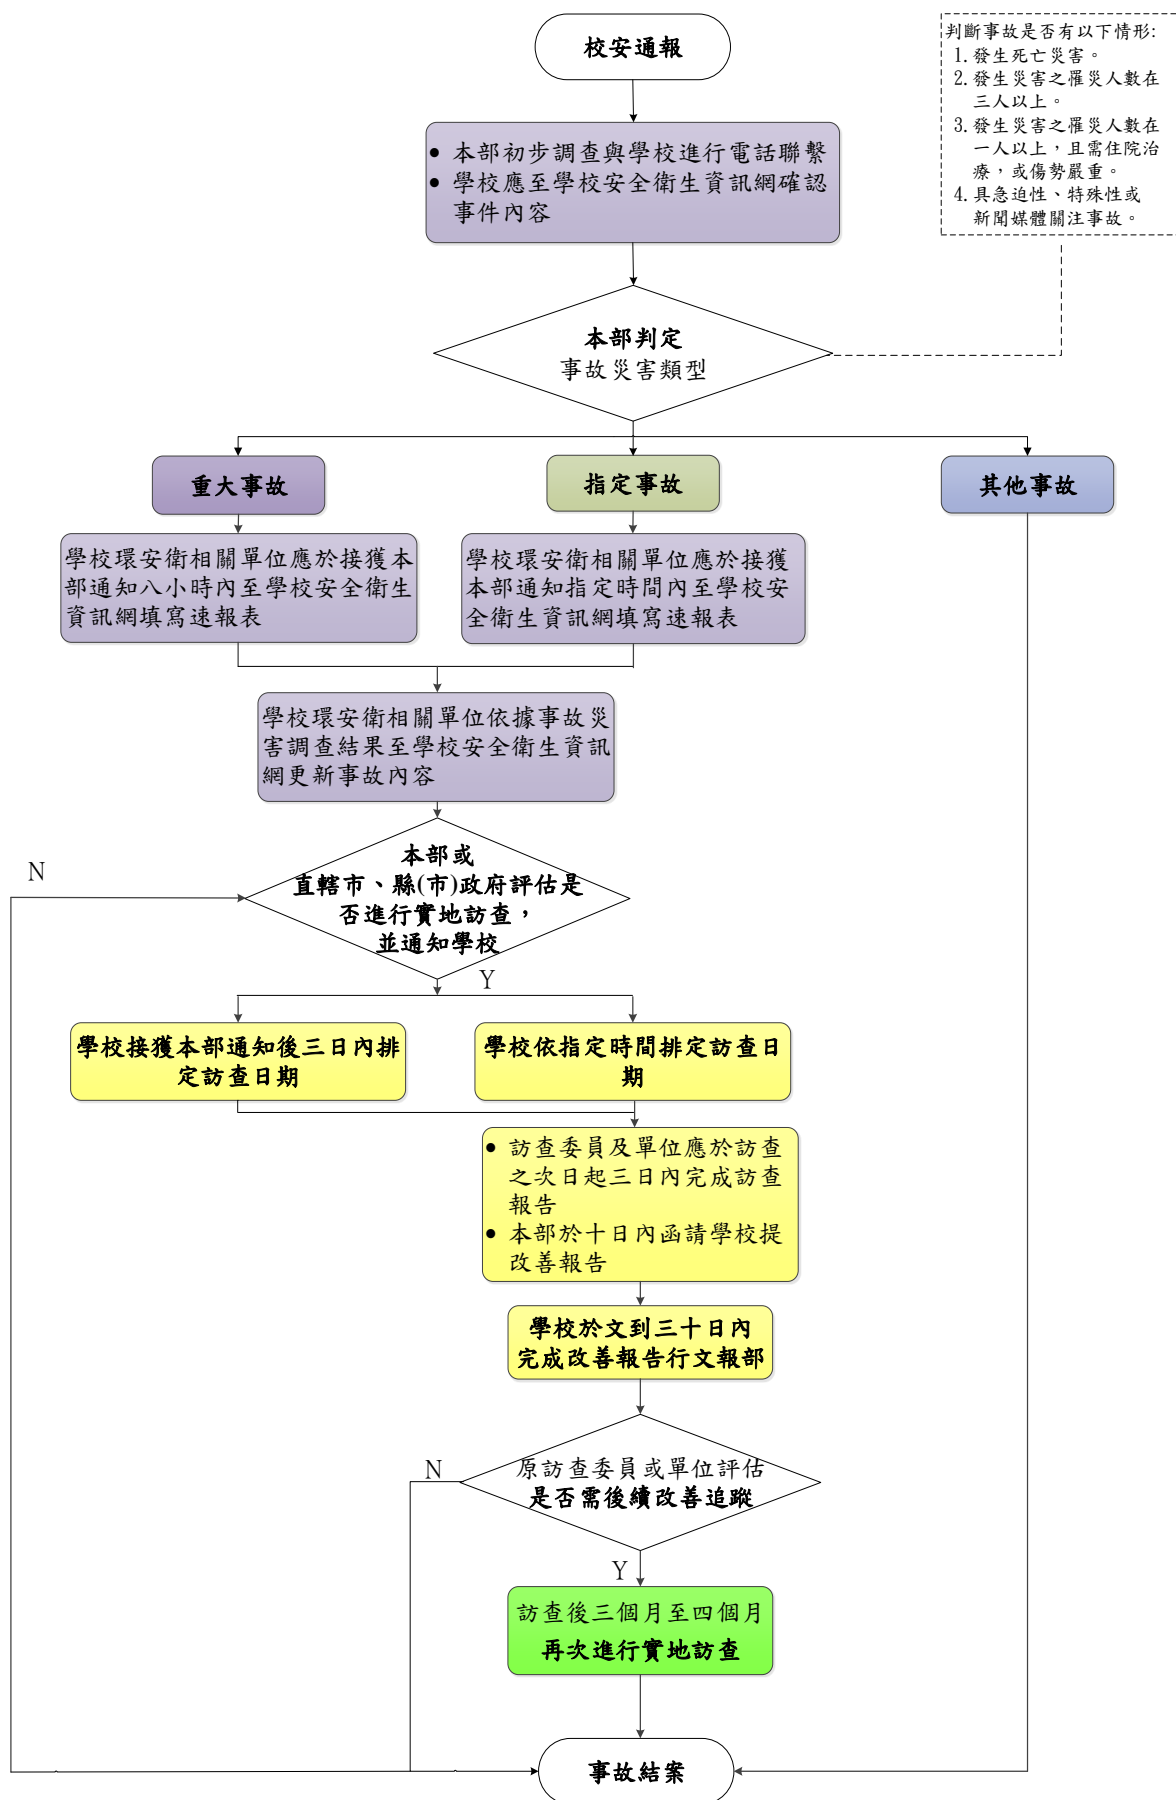 校安通報
判斷事故是否有以下情形:
1. 發生死亡災害。
2. 發生災害之罹災人數在
三人以上。
3. 發生災害之罹災人數在
一人以上，且需住院治
療，或傷勢嚴重。
4. 具急迫性、特殊性或
新聞媒體關注事故。
• 本部初步調查與學校進行電話聯繫
• 學校應至學校安全衛生資訊網確認
事件內容
本部判定
事故災害類型
重大事故
指定事故
其他事故
學校環安衛相關單位應於接獲本
部通知八小時內至學校安全衛生
資訊網填寫速報表
學校環安衛相關單位應於接獲
本部通知指定時間內至學校安
全衛生資訊網填寫速報表
學校環安衛相關單位依據事故災
害調查結果至學校安全衛生資訊
網更新事故內容
N
本部或
直轄市、縣(市)政府評估是
否進行實地訪查，
並通知學校
Y
學校接獲本部通知後三日內排
定訪查日期
學校依指定時間排定訪查日
期
• 訪查委員及單位應於訪查
之次日起三日內完成訪查
報告
• 本部於十日內函請學校提
改善報告
學校於文到三十日內
完成改善報告行文報部
N
原訪查委員或單位評估
是否需後續改善追蹤
Y
訪查後三個月至四個月
再次進行實地訪查
事故結案